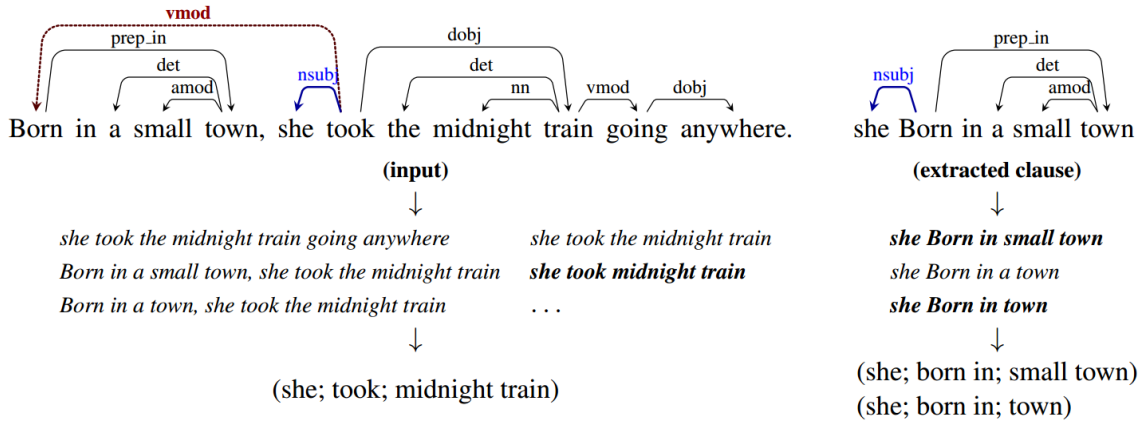 vmod
prep_in
dobj
prep_in
det
nsubj
det
nsubj
det
amod
nn
vmod
dobj
amod
Born in a small town, she took the midnight train going anywhere.
she Born in a small town
(input)
(extracted clause)
↓
↓
she took the midnight train going anywhere
she took the midnight train
she Born in small town
Born in a small town, she took the midnight train
she took midnight train
she Born in a town
Born in a town, she took the midnight train
. . .
she Born in town
↓
↓
(she; took; midnight train)
(she; born in; small town)
(she; born in; town)